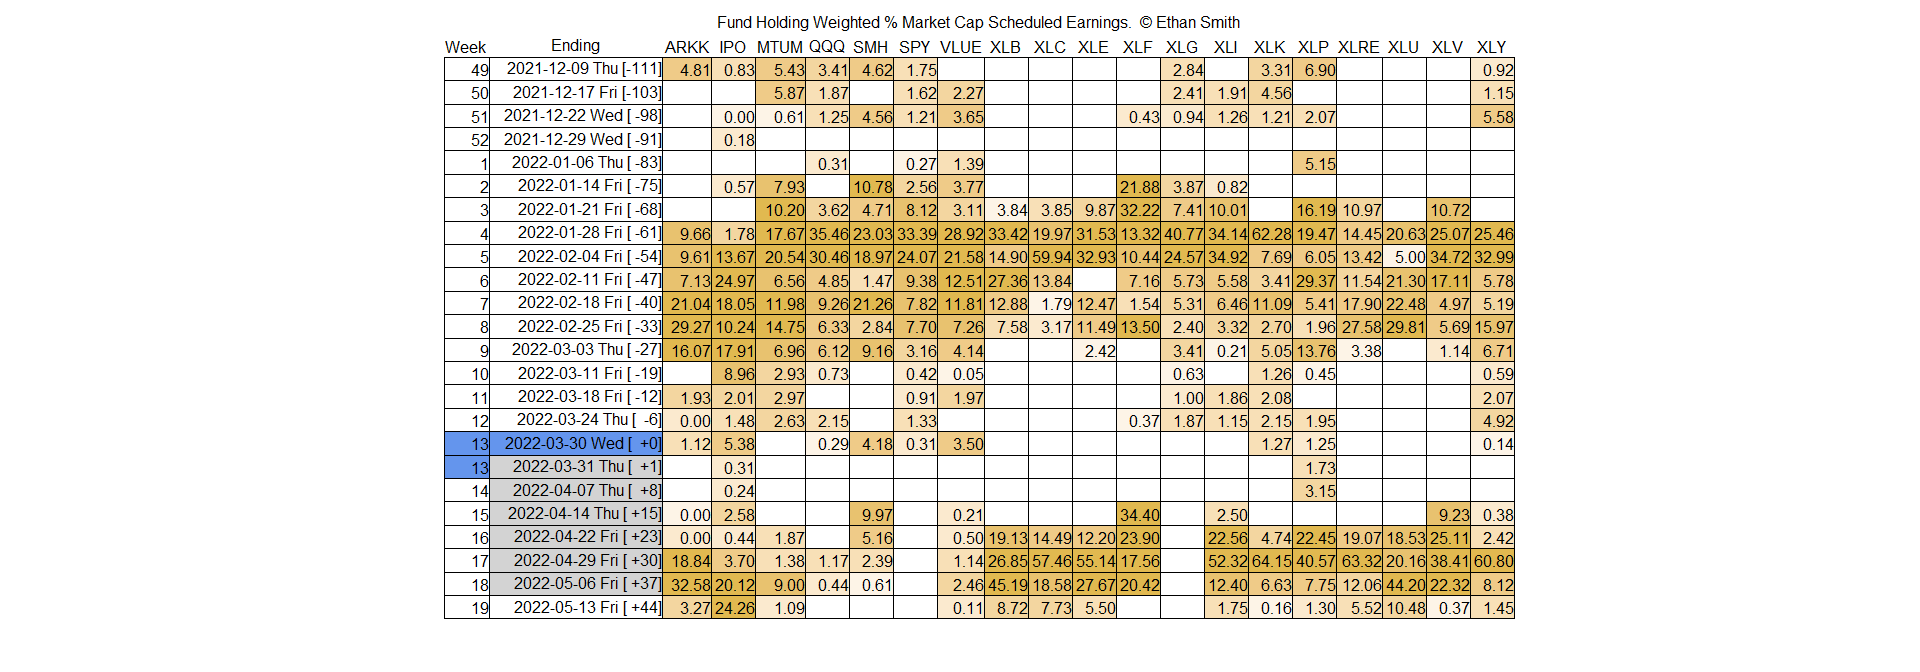 Fund Holding Weighted % Market Cap Scheduled Earnings. © Ethan Smith
Week Ending ARKK IPO MTUM QQQ SMH SPY VLUE XLB XLC XLE XLF XLG XLI XLK XLP XLRE XLU XLV XLY
49 2021-12-09 Thu [-111] 4.81 0.83 5.43 3.41 4.62 1.75 2.84 3.31 6.90 0.92
50 2021-12-17 Fri [-103] 5.87 1.87 1.62 2.27 2.41 1.91 4.56 1.15
51 2021-12-22 Wed [ -98] 0.00 0.61 1.25 4.56 1.21 3.65 0.43 0.94 1.26 1.21 2.07 5.58
52 2021-12-29 Wed [ -91] 0.18
1 2022-01-06 Thu [ -83] 0.31 0.27 1.39 5.15
2 2022-01-14 Fri [ -75] 0.57 7.93 10.78 2.56 3.77 21.88 3.87 0.82
3 2022-01-21 Fri [ -68] 10.20 3.62 4.71 8.12 3.11 3.84 3.85 9.87 32.22 7.41 10.01 16.19 10.97 10.72
4 2022-01-28 Fri [ -61] 9.66 1.78 17.67 35.46 23.03 33.39 28.92 33.42 19.97 31.53 13.32 40.77 34.14 62.28 19.47 14.45 20.63 25.07 25.46
5 2022-02-04 Fri [ -54] 9.61 13.67 20.54 30.46 18.97 24.07 21.58 14.90 59.94 32.93 10.44 24.57 34.92 7.69 6.05 13.42 5.00 34.72 32.99
6 2022-02-11 Fri [ -47] 7.13 24.97 6.56 4.85 1.47 9.38 12.51 27.36 13.84 7.16 5.73 5.58 3.41 29.37 11.54 21.30 17.11 5.78
7 2022-02-18 Fri [ -40] 21.04 18.05 11.98 9.26 21.26 7.82 11.81 12.88 1.79 12.47 1.54 5.31 6.46 11.09 5.41 17.90 22.48 4.97 5.19
8 2022-02-25 Fri [ -33] 29.27 10.24 14.75 6.33 2.84 7.70 7.26 7.58 3.17 11.49 13.50 2.40 3.32 2.70 1.96 27.58 29.81 5.69 15.97
9 2022-03-03 Thu [ -27] 16.07 17.91 6.96 6.12 9.16 3.16 4.14 2.42 3.41 0.21 5.05 13.76 3.38 1.14 6.71
10 2022-03-11 Fri [ -19] 8.96 2.93 0.73 0.42 0.05 0.63 1.26 0.45 0.59
11 2022-03-18 Fri [ -12] 1.93 2.01 2.97 0.91 1.97 1.00 1.86 2.08 2.07
12 2022-03-24 Thu [  -6] 0.00 1.48 2.63 2.15 1.33 0.37 1.87 1.15 2.15 1.95 4.92
13 2022-03-30 Wed [  +0] 1.12 5.38 0.29 4.18 0.31 3.50 1.27 1.25 0.14
13 2022-03-31 Thu [  +1] 0.31 1.73
14 2022-04-07 Thu [  +8] 0.24 3.15
15 2022-04-14 Thu [ +15] 0.00 2.58 9.97 0.21 34.40 2.50 9.23 0.38
16 2022-04-22 Fri [ +23] 0.00 0.44 1.87 5.16 0.50 19.13 14.49 12.20 23.90 22.56 4.74 22.45 19.07 18.53 25.11 2.42
17 2022-04-29 Fri [ +30] 18.84 3.70 1.38 1.17 2.39 1.14 26.85 57.46 55.14 17.56 52.32 64.15 40.57 63.32 20.16 38.41 60.80
18 2022-05-06 Fri [ +37] 32.58 20.12 9.00 0.44 0.61 2.46 45.19 18.58 27.67 20.42 12.40 6.63 7.75 12.06 44.20 22.32 8.12
19 2022-05-13 Fri [ +44] 3.27 24.26 1.09 0.11 8.72 7.73 5.50 1.75 0.16 1.30 5.52 10.48 0.37 1.45